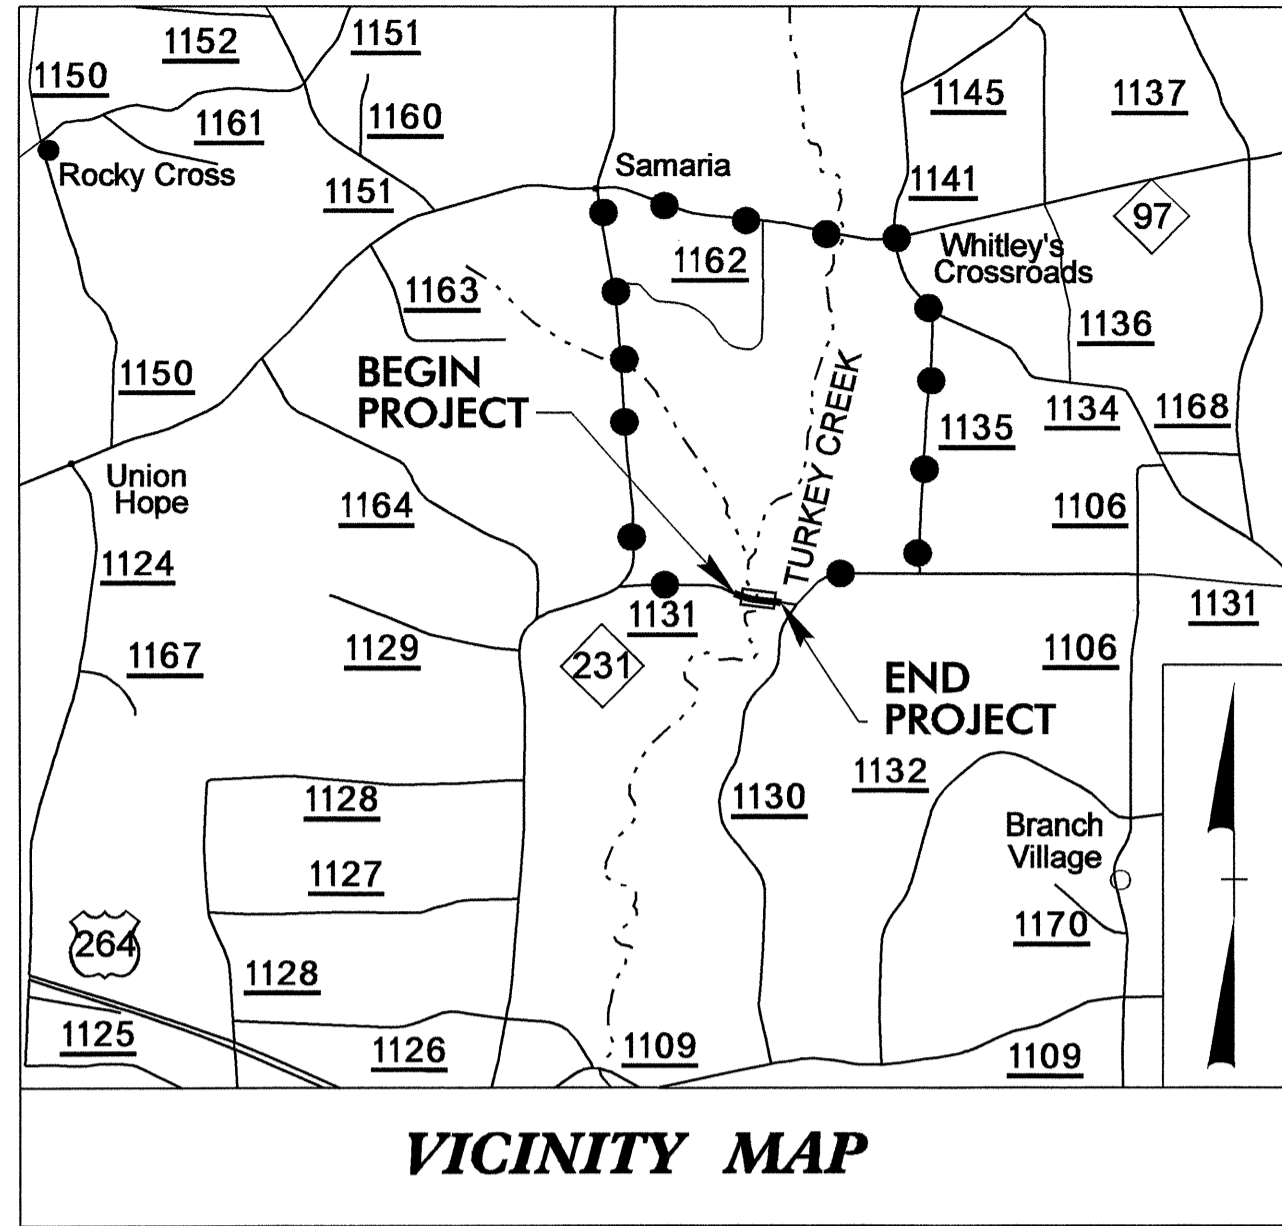 1152
1151
1150
1145
1137
1161
1160
Samaria
Rocky Cross
1151
1141
97
Whitley's
Crossroads
1162
1163
1136
BEGIN
PROJECT
1150
TURKEY CREEK
1135
1134
1168
Union
Hope
1164
1106
1124
1131
1131
1167
1129
231
1106
END
PROJECT
1132
1128
1130
Branch
Village
1127
1170
264
1128
1125
1126
1109
1109
VICINITY MAP